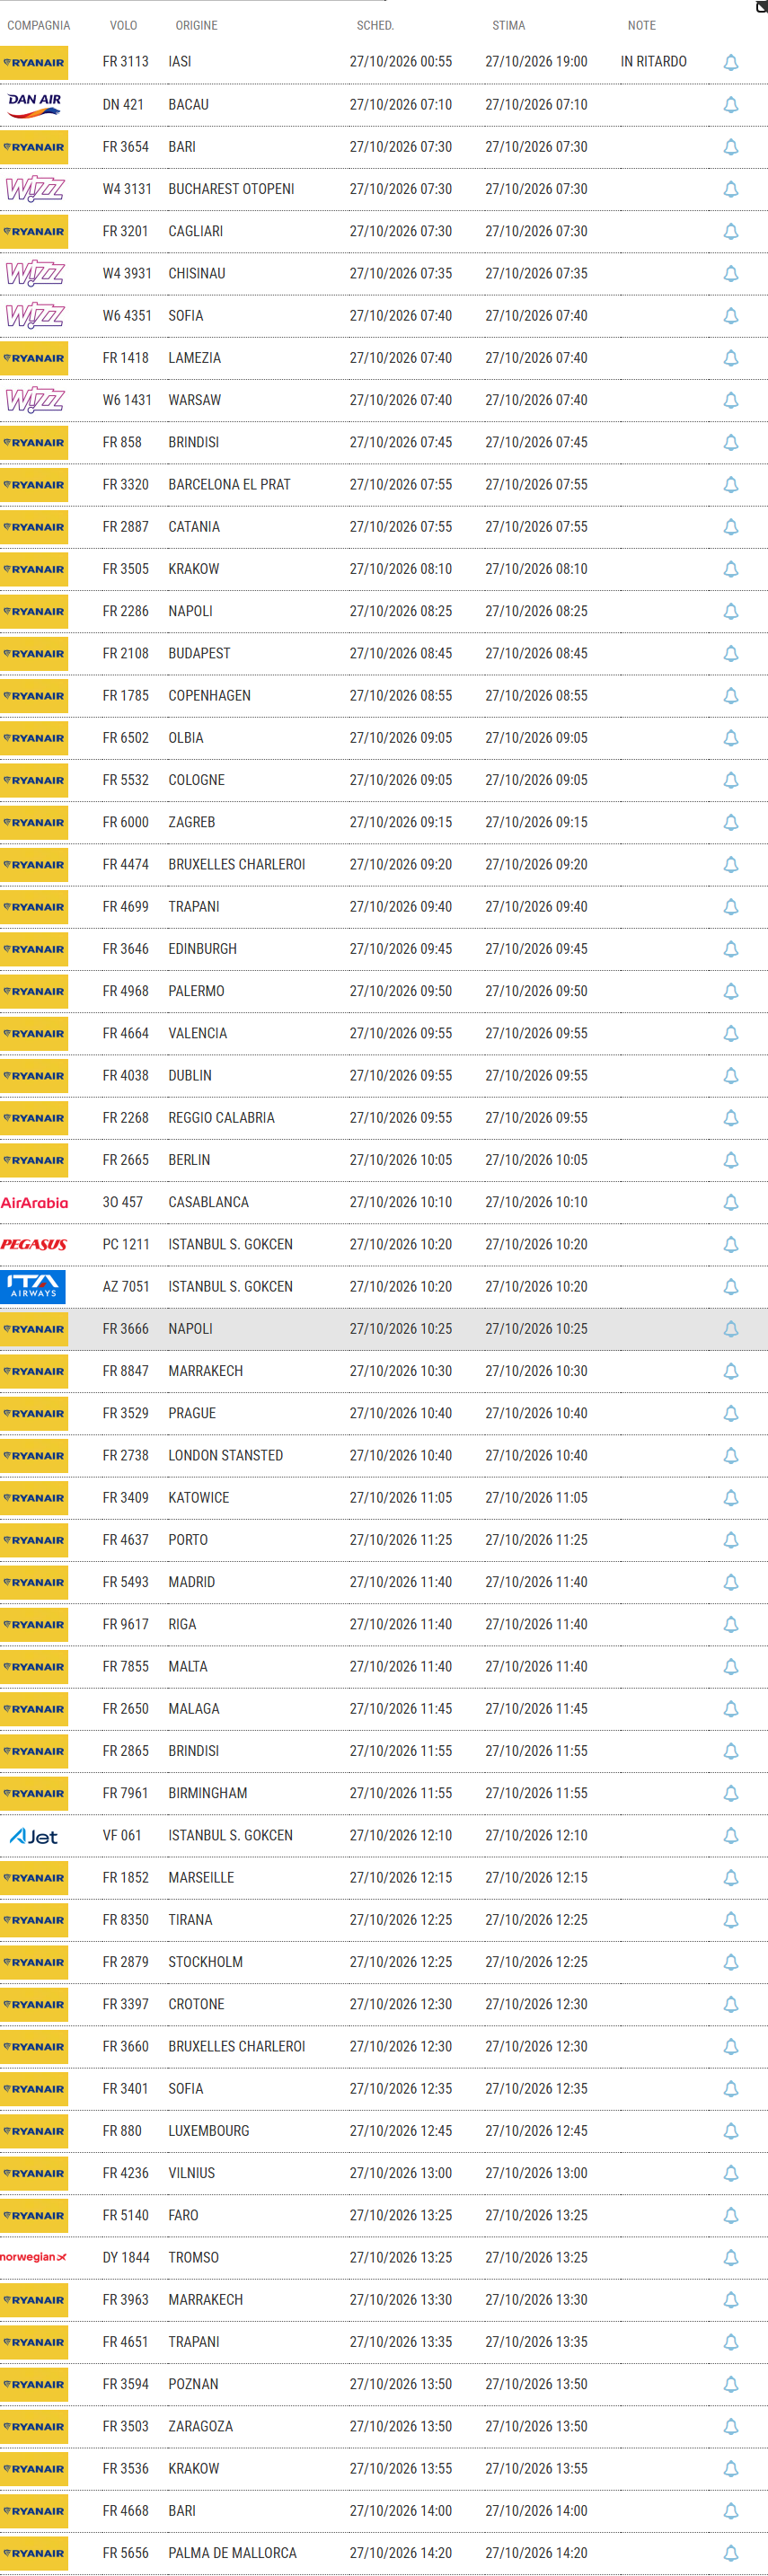 COMPAGNIA VOLO ORIGINE SCHED. STIMA NOTE
RYANAIR FR 3113 IASI 27/10/2026 00:55 27/10/2026 19:00 IN RITARDO
DAN AIR DN 421 BACAU 27/10/2026 07:10 27/10/2026 07:10
RYANAIR FR 3654 BARI 27/10/2026 07:30 27/10/2026 07:30
Wizz W4 3131 BUCHAREST OTOPENI 27/10/2026 07:30 27/10/2026 07:30
RYANAIR FR 3201 CAGLIARI 27/10/2026 07:30 27/10/2026 07:30
Wizz W4 3931 CHISINAU 27/10/2026 07:35 27/10/2026 07:35
Wizz W6 4351 SOFIA 27/10/2026 07:40 27/10/2026 07:40
RYANAIR FR 1418 LAMEZIA 27/10/2026 07:40 27/10/2026 07:40
Wizz W6 1431 WARSAW 27/10/2026 07:40 27/10/2026 07:40
RYANAIR FR 858 BRINDISI 27/10/2026 07:45 27/10/2026 07:45
RYANAIR FR 3320 BARCELONA EL PRAT 27/10/2026 07:55 27/10/2026 07:55
RYANAIR FR 2887 CATANIA 27/10/2026 07:55 27/10/2026 07:55
RYANAIR FR 3505 KRAKOW 27/10/2026 08:10 27/10/2026 08:10
RYANAIR FR 2286 NAPOLI 27/10/2026 08:25 27/10/2026 08:25
RYANAIR FR 2108 BUDAPEST 27/10/2026 08:45 27/10/2026 08:45
RYANAIR FR 1785 COPENHAGEN 27/10/2026 08:55 27/10/2026 08:55
RYANAIR FR 6502 OLBIA 27/10/2026 09:05 27/10/2026 09:05
RYANAIR FR 5532 COLOGNE 27/10/2026 09:05 27/10/2026 09:05
RYANAIR FR 6000 ZAGREB 27/10/2026 09:15 27/10/2026 09:15
RYANAIR FR 4474 BRUXELLES CHARLEROI 27/10/2026 09:20 27/10/2026 09:20
RYANAIR FR 4699 TRAPANI 27/10/2026 09:40 27/10/2026 09:40
RYANAIR FR 3646 EDINBURGH 27/10/2026 09:45 27/10/2026 09:45
RYANAIR FR 4968 PALERMO 27/10/2026 09:50 27/10/2026 09:50
RYANAIR FR 4664 VALENCIA 27/10/2026 09:55 27/10/2026 09:55
RYANAIR FR 4038 DUBLIN 27/10/2026 09:55 27/10/2026 09:55
RYANAIR FR 2268 REGGIO CALABRIA 27/10/2026 09:55 27/10/2026 09:55
RYANAIR FR 2665 BERLIN 27/10/2026 10:05 27/10/2026 10:05
AirArabia 3O 457 CASABLANCA 27/10/2026 10:10 27/10/2026 10:10
PEGASUS PC 1211 ISTANBUL S. GOKCEN 27/10/2026 10:20 27/10/2026 10:20
ITA AIRWAYS AZ 7051 ISTANBUL S. GOKCEN 27/10/2026 10:20 27/10/2026 10:20
RYANAIR FR 3666 NAPOLI 27/10/2026 10:25 27/10/2026 10:25
RYANAIR FR 8847 MARRAKECH 27/10/2026 10:30 27/10/2026 10:30
RYANAIR FR 3529 PRAGUE 27/10/2026 10:40 27/10/2026 10:40
RYANAIR FR 2738 LONDON STANSTED 27/10/2026 10:40 27/10/2026 10:40
RYANAIR FR 3409 KATOWICE 27/10/2026 11:05 27/10/2026 11:05
RYANAIR FR 4637 PORTO 27/10/2026 11:25 27/10/2026 11:25
RYANAIR FR 5493 MADRID 27/10/2026 11:40 27/10/2026 11:40
RYANAIR FR 9617 RIGA 27/10/2026 11:40 27/10/2026 11:40
RYANAIR FR 7855 MALTA 27/10/2026 11:40 27/10/2026 11:40
RYANAIR FR 2650 MALAGA 27/10/2026 11:45 27/10/2026 11:45
RYANAIR FR 2865 BRINDISI 27/10/2026 11:55 27/10/2026 11:55
RYANAIR FR 7961 BIRMINGHAM 27/10/2026 11:55 27/10/2026 11:55
AJet VF 061 ISTANBUL S. GOKCEN 27/10/2026 12:10 27/10/2026 12:10
RYANAIR FR 1852 MARSEILLE 27/10/2026 12:15 27/10/2026 12:15
RYANAIR FR 8350 TIRANA 27/10/2026 12:25 27/10/2026 12:25
RYANAIR FR 2879 STOCKHOLM 27/10/2026 12:25 27/10/2026 12:25
RYANAIR FR 3397 CROTONE 27/10/2026 12:30 27/10/2026 12:30
RYANAIR FR 3660 BRUXELLES CHARLEROI 27/10/2026 12:30 27/10/2026 12:30
RYANAIR FR 3401 SOFIA 27/10/2026 12:35 27/10/2026 12:35
RYANAIR FR 880 LUXEMBOURG 27/10/2026 12:45 27/10/2026 12:45
RYANAIR FR 4236 VILNIUS 27/10/2026 13:00 27/10/2026 13:00
RYANAIR FR 5140 FARO 27/10/2026 13:25 27/10/2026 13:25
norwegian DY 1844 TROMSO 27/10/2026 13:25 27/10/2026 13:25
RYANAIR FR 3963 MARRAKECH 27/10/2026 13:30 27/10/2026 13:30
RYANAIR FR 4651 TRAPANI 27/10/2026 13:35 27/10/2026 13:35
RYANAIR FR 3594 POZNAN 27/10/2026 13:50 27/10/2026 13:50
RYANAIR FR 3503 ZARAGOZA 27/10/2026 13:50 27/10/2026 13:50
RYANAIR FR 3536 KRAKOW 27/10/2026 13:55 27/10/2026 13:55
RYANAIR FR 4668 BARI 27/10/2026 14:00 27/10/2026 14:00
RYANAIR FR 5656 PALMA DE MALLORCA 27/10/2026 14:20 27/10/2026 14:20